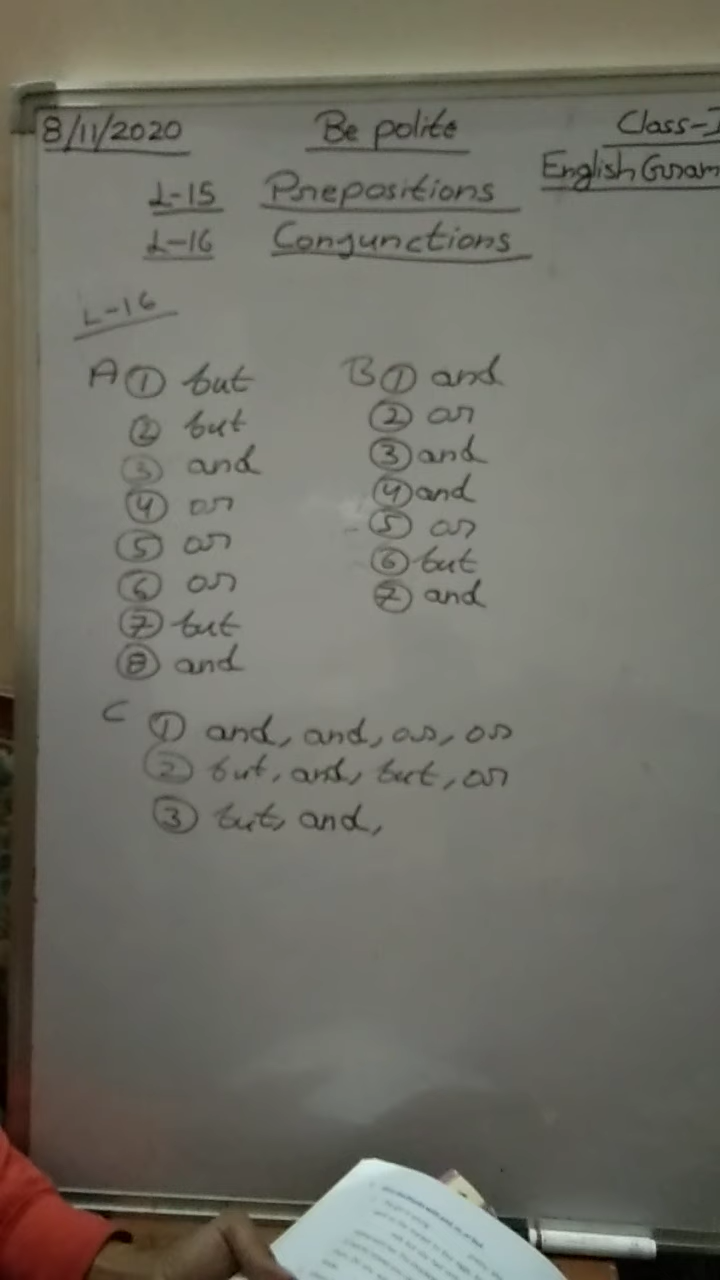 8/11/2020 Be polite Class-I
English Gram
L-15 Prepositions
L-16 Conjunctions
L-16
A ① but
② but
③ and
④ or
⑤ or
⑥ or
⑦ but
⑧ and
B ① and
② or
③ and
④ and
⑤ or
⑥ but
⑦ and
C
① and, and, or, or
② but, and, but, or
③ but, and,